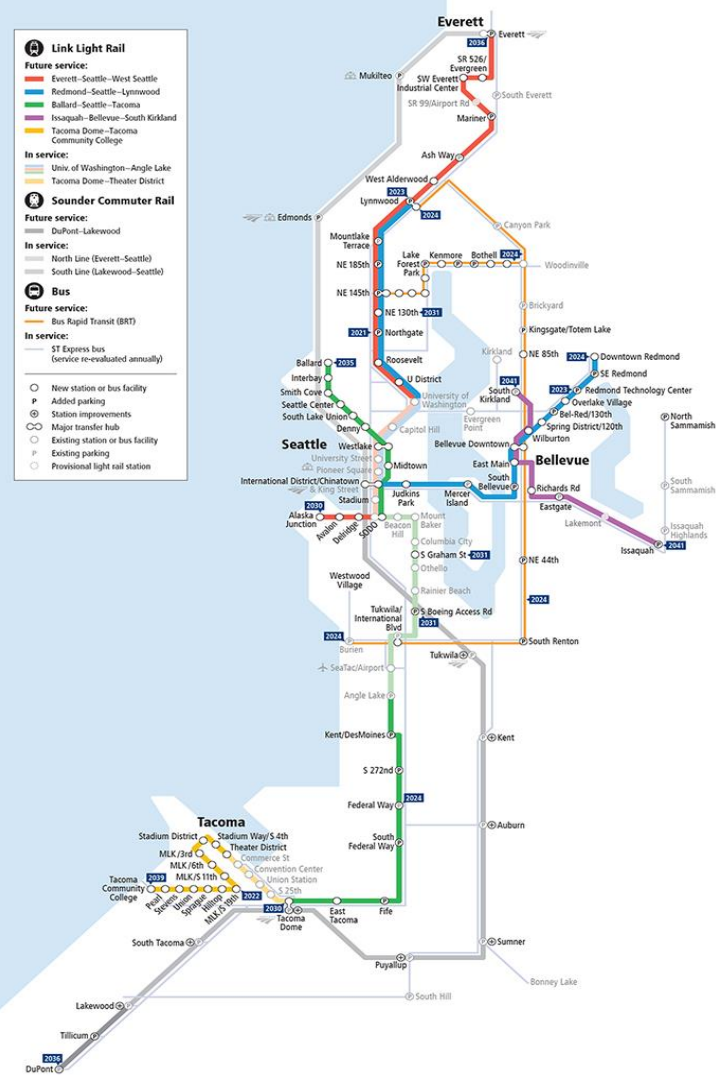 Link Light Rail
Future service:
Everett–Seattle–West Seattle
Redmond–Seattle–Lynnwood
Ballard–Seattle–Tacoma
Issaquah–Bellevue–South Kirkland
Tacoma Dome–Tacoma
Community College
In service:
Univ. of Washington–Angle Lake
Tacoma Dome–Theater District
Sounder Commuter Rail
Future service:
DuPont–Lakewood
In service:
North Line (Everett–Seattle)
South Line (Lakewood–Seattle)
Bus
Future service:
Bus Rapid Transit (BRT)
In service:
ST Express bus
(service re-evaluated annually)
New station or bus facility
P Added parking
Station improvements
Major transfer hub
Existing station or bus facility
P Existing parking
Provisional light rail station
Everett
Everett
2036
SR 526/
Evergreen
Mukilteo
SW Everett
Industrial Center
South Everett
SR 99/Airport Rd
Mariner
Ash Way
West Alderwood
2023
Lynnwood
2024
Edmonds
Canyon Park
Mountlake
Terrace
Lake
Forest
Park
Kenmore
Bothell
2024
NE 185th
Woodinville
NE 145th
Brickyard
NE 130th
2031
2021
Northgate
Kingsgate/Totem Lake
Kirkland
NE 85th
2024
Downtown Redmond
Ballard
2035
Roosevelt
SE Redmond
Interbay
U District
2041
2023
Redmond Technology Center
Smith Cove
South
Kirkland
Overlake Village
Seattle Center
University of
Washington
Bel-Red/130th
South Lake Union
Evergreen
Point
Spring District/120th
North
Sammamish
Denny
Capitol Hill
Wilburton
Seattle
Westlake
Bellevue Downtown
University Street
Bellevue
Pioneer Square
Midtown
East Main
International District/Chinatown
& King Street
South
Bellevue
South
Sammamish
Stadium
Judkins
Park
Mercer
Island
Richards Rd
Eastgate
2030
Alaska
Junction
Avalon
Delridge
SODO
Beacon
Hill
Mount
Baker
Lakemont
Issaquah
Highlands
Columbia City
Issaquah
2041
S Graham St
2031
NE 44th
Othello
Westwood
Village
Rainier Beach
2024
Tukwila/
International
Blvd
S Boeing Access Rd
2031
2024
Burien
South Renton
Tukwila
SeaTac/Airport
Angle Lake
Kent/DesMoines
Kent
S 272nd
2024
Federal Way
Auburn
South
Federal Way
Tacoma
Stadium District
Stadium Way/S 4th
Theater District
MLK/3rd
Commerce St
MLK/6th
Convention Center
MLK/S 11th
Union Station
2039
S 25th
Tacoma
Community
College
Pearl
Stevens
Union
Sprague
Hilltop
MLK/S 19th
2022
2030
Tacoma
Dome
East
Tacoma
Fife
South Tacoma
Sumner
Puyallup
Bonney Lake
South Hill
Lakewood
Tillicum
2036
DuPont